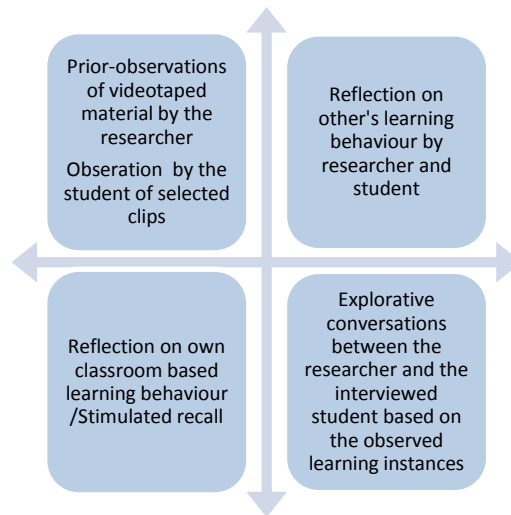 Prior-observations
of videotaped
material by the
researcher
Obseration by the
student of selected
clips
Reflection on
other's learning
behaviour by
researcher and
student
Reflection on own
classroom based
learning behaviour
/Stimulated recall
Explorative
conversations
between the
researcher and the
interviewed
student based on
the observed
learning instances